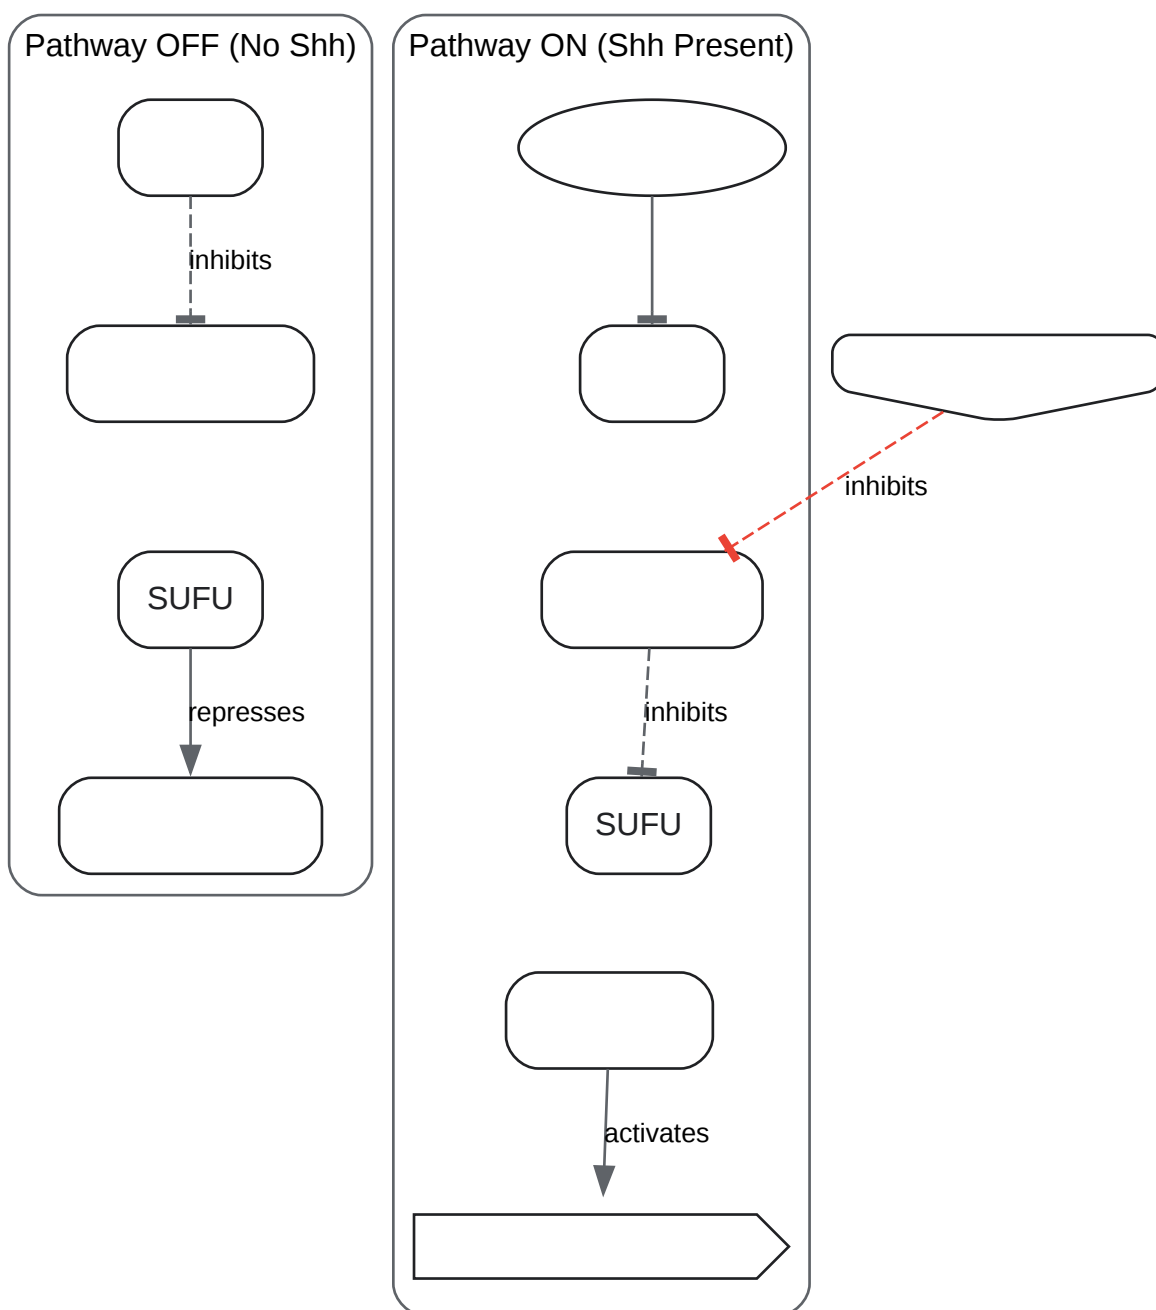 Pathway OFF (No Shh)
Pathway ON (Shh Present)
inhibits
inhibits
SUFU
represses
inhibits
SUFU
activates